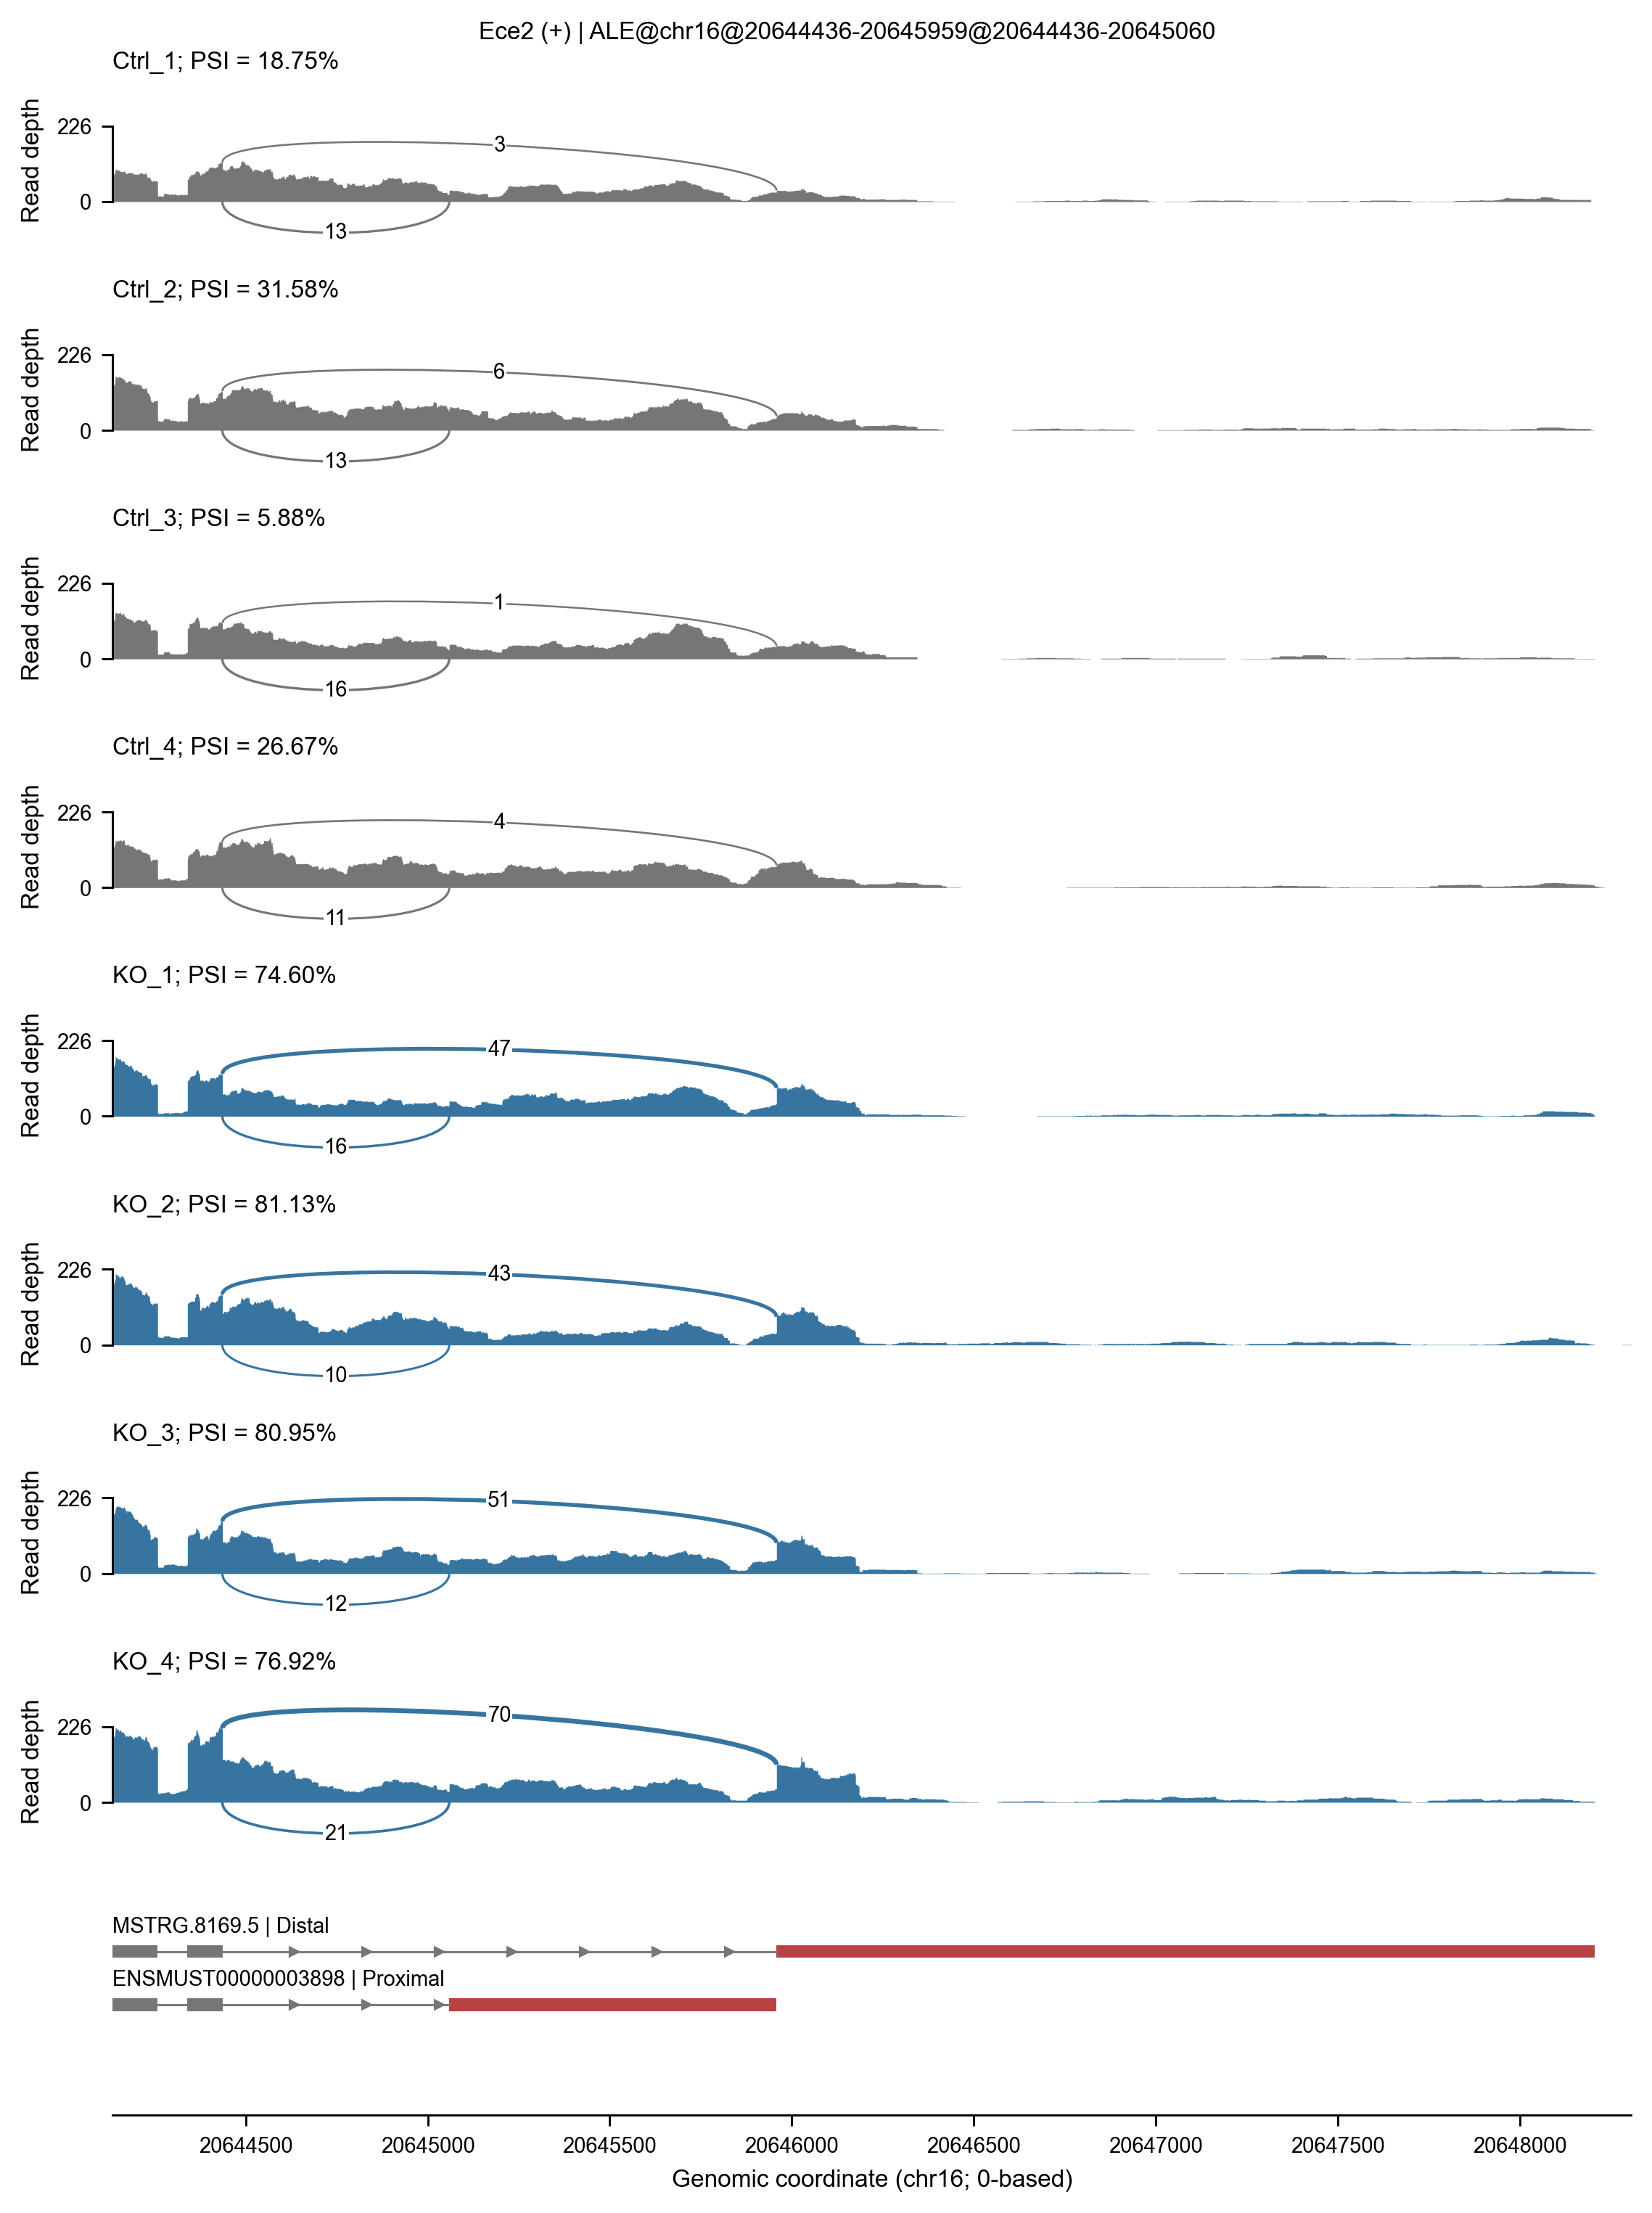 Ece2 (+) | ALE@chr16@20644436-20645959@20644436-20645060
Ctrl_1; PSI = 18.75%
Read depth
226
0
3
13
Ctrl_2; PSI = 31.58%
Read depth
226
0
6
13
Ctrl_3; PSI = 5.88%
Read depth
226
0
1
16
Ctrl_4; PSI = 26.67%
Read depth
226
0
4
11
KO_1; PSI = 74.60%
Read depth
226
0
47
16
KO_2; PSI = 81.13%
Read depth
226
0
43
10
KO_3; PSI = 80.95%
Read depth
226
0
51
12
KO_4; PSI = 76.92%
Read depth
226
0
70
21
MSTRG.8169.5 | Distal
ENSMUST00000003898 | Proximal
20644500 20645000 20645500 20646000 20646500 20647000 20647500 20648000
Genomic coordinate (chr16; 0-based)